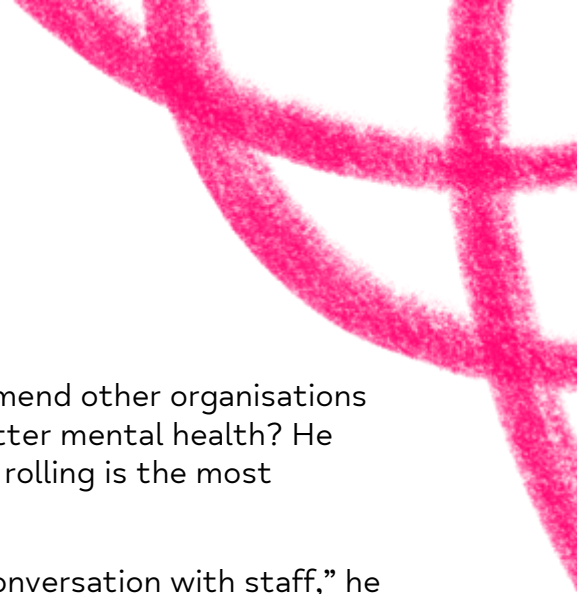 mend other organisations
tter mental health? He
rolling is the most
onversation with staff,” he